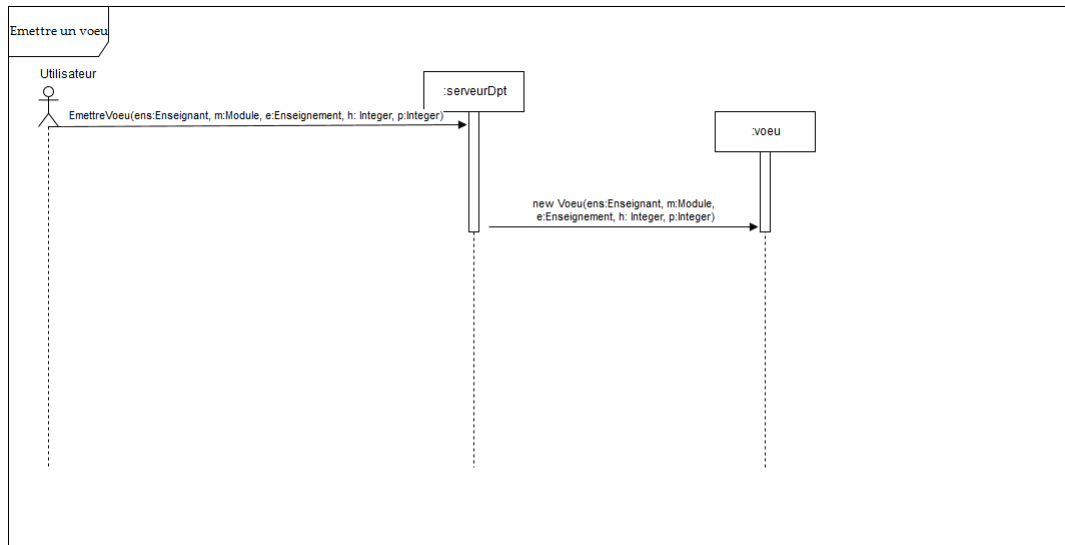 Emettre un voeu
Utilisateur
:serveurDpt
EmettreVoeu(ens:Enseignant, m:Module, e:Enseignement, h: Integer, p:Integer)
:voeu
new Voeu(ens:Enseignant, m:Module,
e:Enseignement, h: Integer, p:Integer)